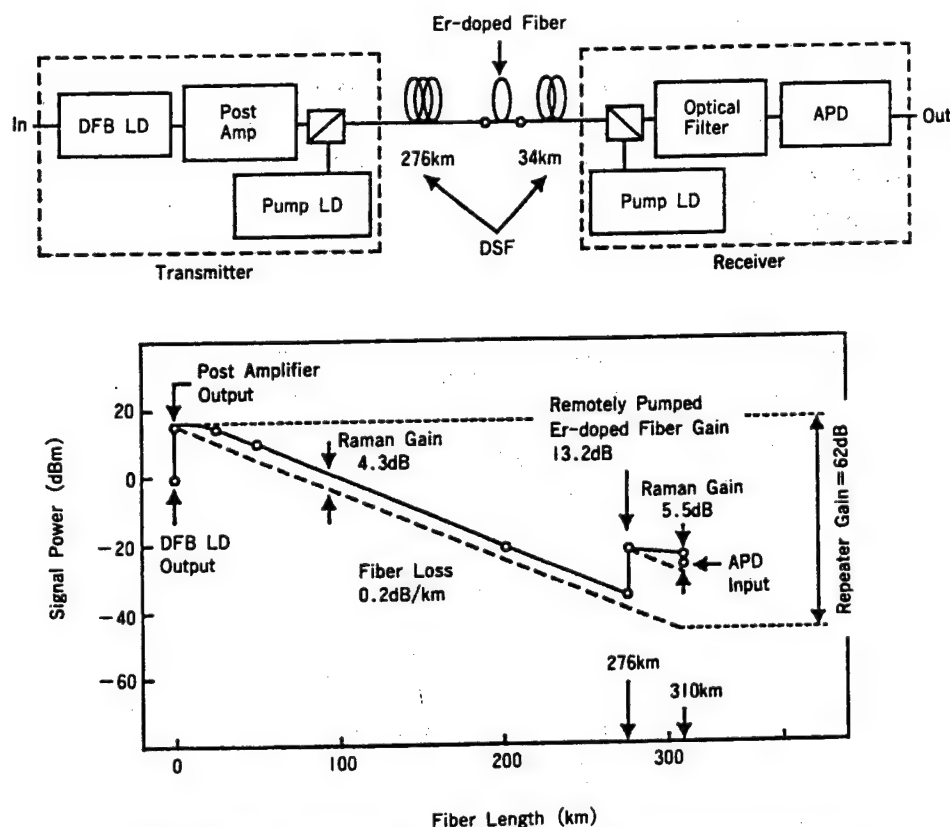 Er-doped Fiber
In
DFB LD
Post
Amp
Pump LD
Transmitter
276km
34km
DSF
Optical
Filter
APD
Out
Pump LD
Receiver
Post Amplifier
Output
Remotely Pumped
Er-doped Fiber Gain
13.2dB
Raman Gain
4.3dB
Raman Gain
5.5dB
DFB LD
Output
Fiber Loss
0.2dB/km
APD
Input
Repeater Gain=62dB
276km
310km
Signal Power (dBm)
20
0
-20
-40
-60
0
100
200
300
Fiber Length (km)